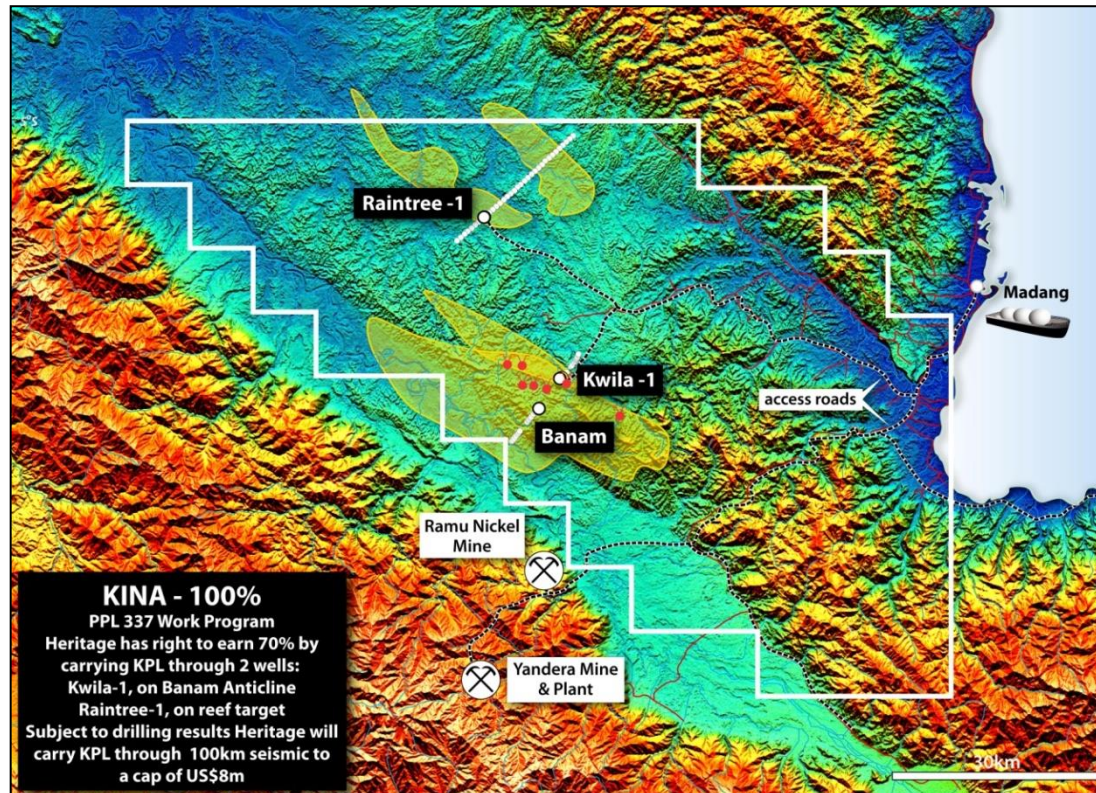 5°S
Raintree -1
Madang
Kwila -1
access roads
Banam
Ramu Nickel
Mine
Yandera Mine
& Plant
KINA - 100%
PPL 337 Work Program
Heritage has right to earn 70% by
carrying KPL through 2 wells:
Kwila-1, on Banam Anticline
Raintree-1, on reef target
Subject to drilling results Heritage will
carry KPL through 100km seismic to
a cap of US$8m
30km